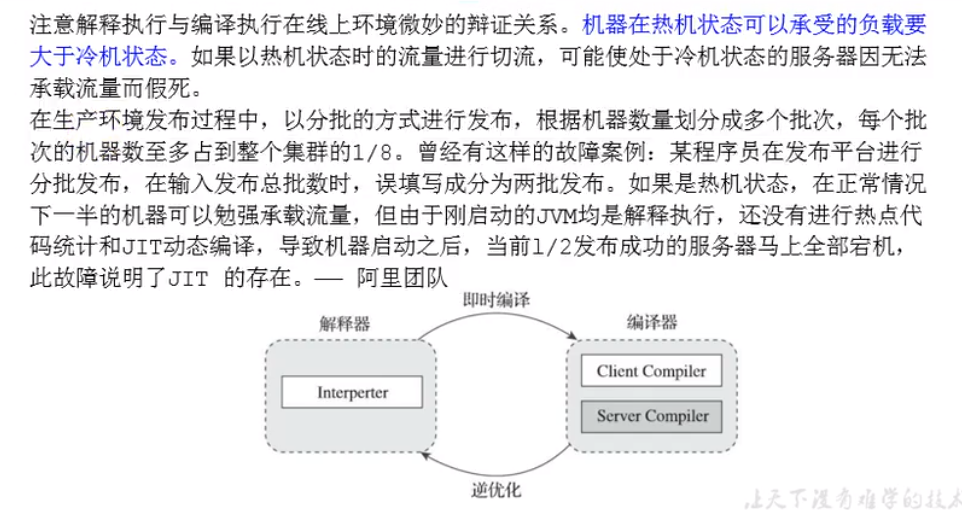 注意解释执行与编译执行在线上环境微妙的辩证关系。机器在热机状态可以承受的负载要
大于冷机状态。如果以热机状态时的流量进行切流，可能使处于冷机状态的服务器因无法
承载流量而假死。
在生产环境发布过程中，以分批的方式进行发布，根据机器数量划分成多个批次，每个批
次的机器数至多占到整个集群的1/8。曾经有这样的故障案例：某程序员在发布平台进行
分批发布，在输入发布总批数时，误填写成分为两批发布。如果是热机状态，在正常情况
下一半的机器可以勉强承载流量，但由于刚启动的JVM均是解释执行，还没有进行热点代
码统计和JIT动态编译，导致机器启动之后，当前1/2发布成功的服务器马上全部宕机，
此故障说明了JIT 的存在。—— 阿里团队
即时编译
解释器
编译器
Interperter
Client Compiler
Server Compiler
逆优化
让天下没有难学的技术